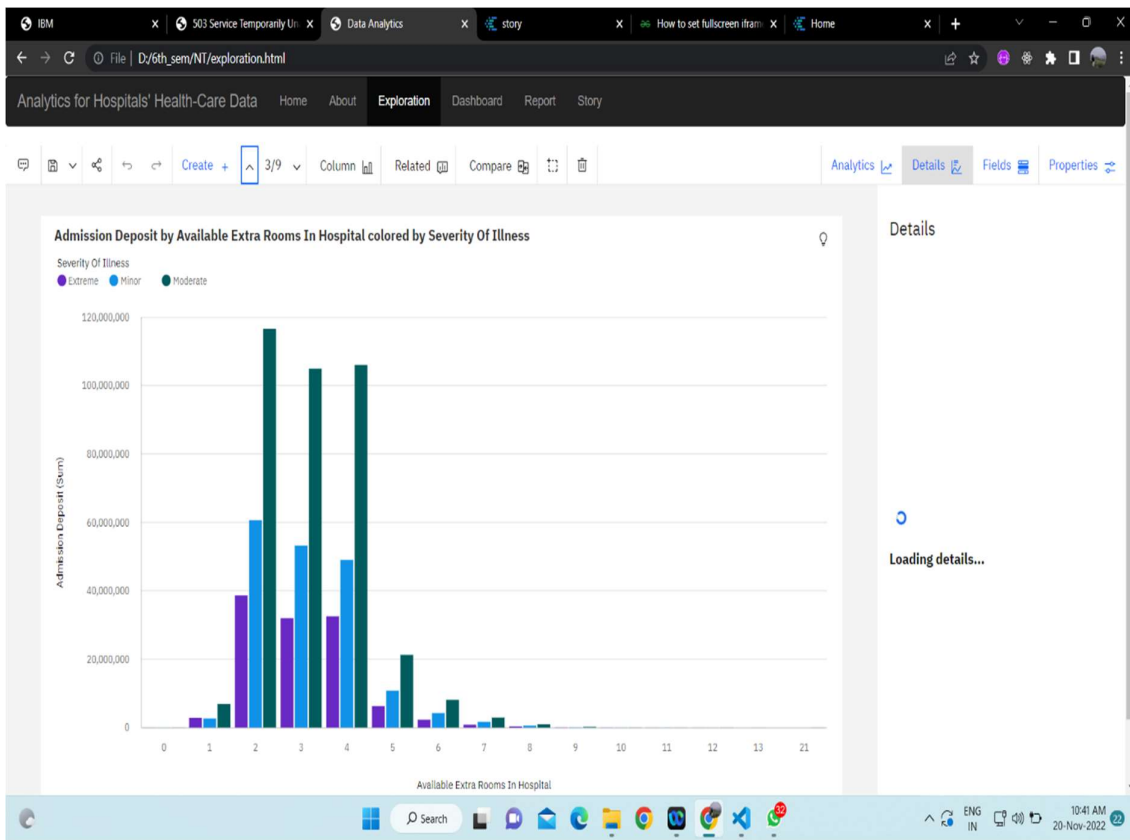 IBM
503 Service Temporarily Un
Data Analytics
story
How to set fullscreen ifram
Home
File D:/6th_sem/NT/exploration.html
Analytics for Hospitals' Health-Care Data Home About Exploration Dashboard Report Story
Create + 3/9 Column Related Compare Analytics Details Fields Properties
Admission Deposit by Available Extra Rooms In Hospital colored by Severity Of Illness
Details
Severity Of Illness
Extreme Minor Moderate
120,000,000
100,000,000
80,000,000
60,000,000
40,000,000
20,000,000
0
Admission Deposit (Sum)
Loading details...
0 1 2 3 4 5 6 7 8 9 10 11 12 13 21
Available Extra Rooms In Hospital
Search
32
ENG
IN
10:41 AM
20-Nov-2022
22